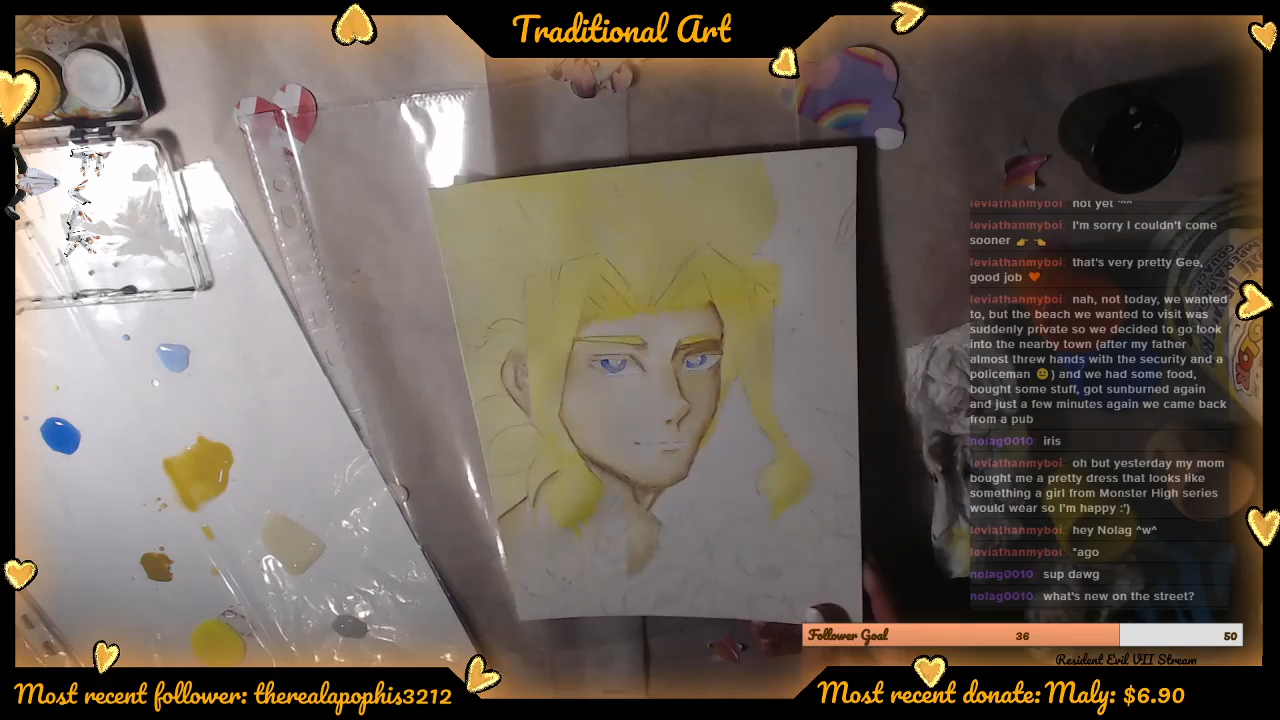 Traditional Art
leviathanmyboi: not yet ^^
leviathanmyboi: I'm sorry I couldn't come
sooner 👉 👈
leviathanmyboi: that's very pretty Gee,
good job ♥
leviathanmyboi: nah, not today, we wanted
to, but the beach we wanted to visit was
suddenly private so we decided to go look
into the nearby town (after my father
almost threw hands with the security and a
policeman 😐) and we had some food,
bought some stuff, got sunburned again
and just a few minutes again we came back
from a pub
nolag0010: iris
leviathanmyboi: oh but yesterday my mom
bought me a pretty dress that looks like
something a girl from Monster High series
would wear so I'm happy :')
leviathanmyboi: hey Nolag ^w^
leviathanmyboi: *ago
nolag0010: sup dawg
nolag0010: what's new on the street?
Follower Goal 36 50
Resident Evil VII Stream
Most recent follower: therealapophis3212
Most recent donate: Maly: $6.90